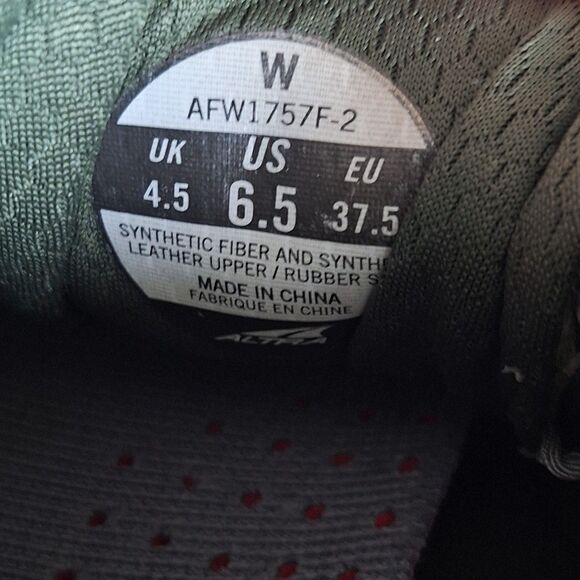 W
AFW1757F-2
UK US EU
4.5 6.5 37.5
SYNTHETIC FIBER AND
LEATHER UPPER / RUBBER
MADE IN CHINA
FABRIQUE EN CHINE
ALTRA